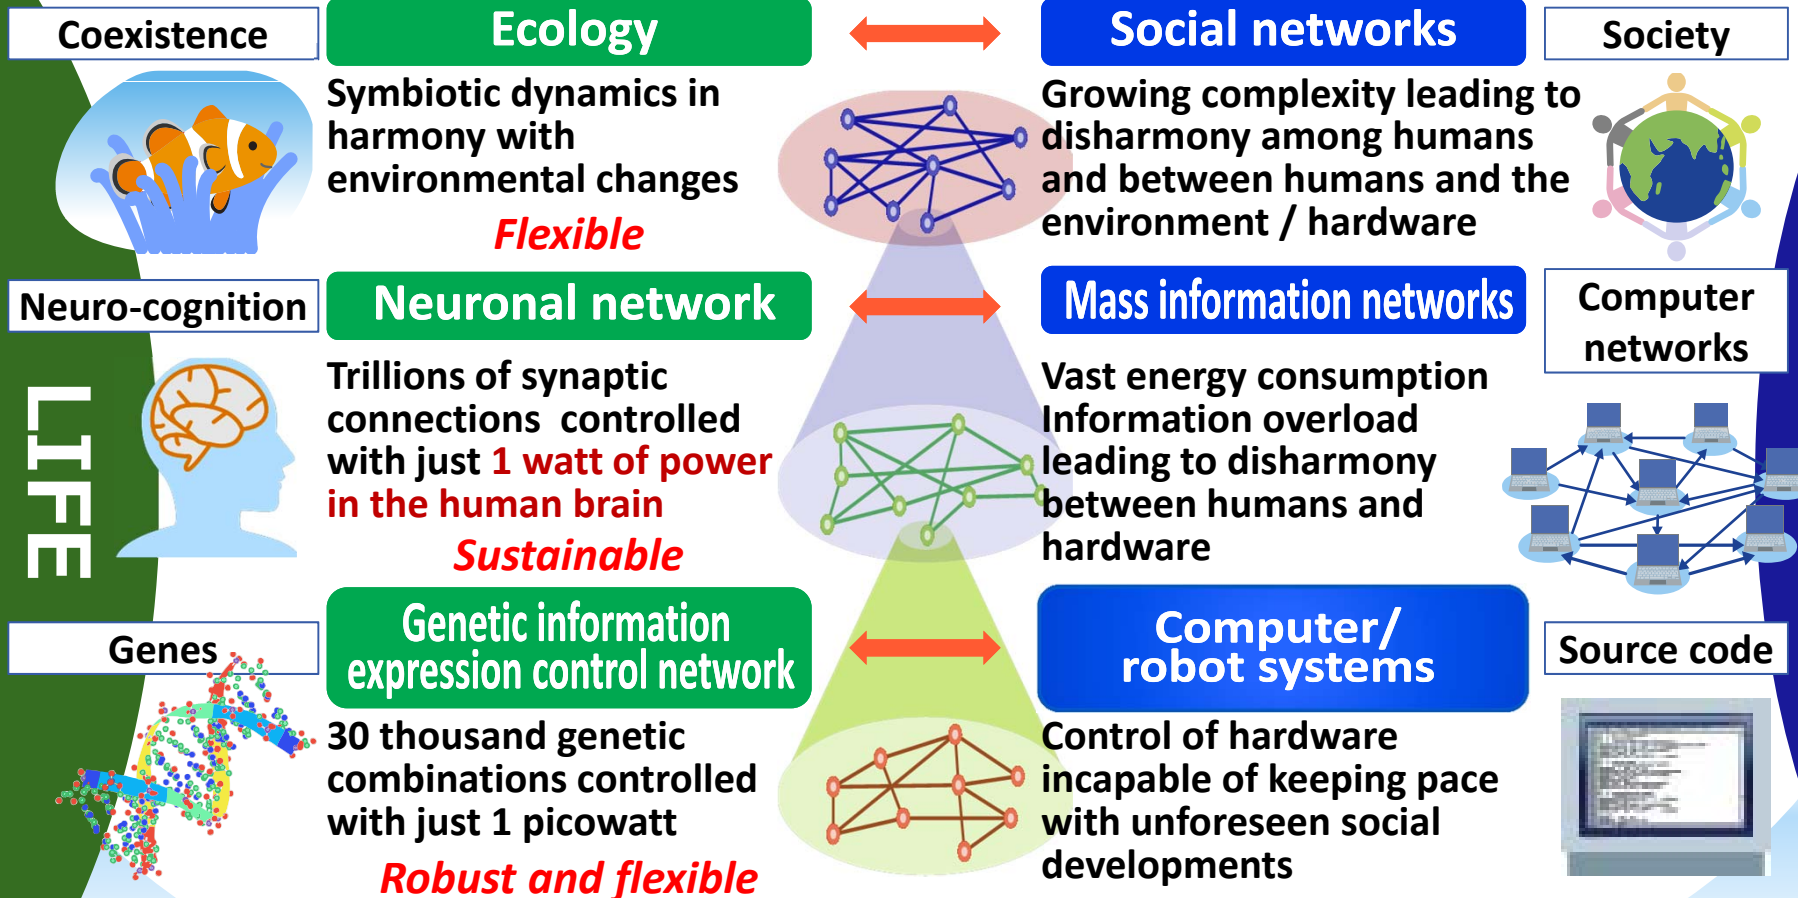 Coexistence
Ecology
Social networks
Society
Symbiotic dynamics in
harmony with
environmental changes
Flexible
Growing complexity leading to
disharmony among humans
and between humans and the
environment / hardware
Neuro-cognition
Neuronal network
Mass information networks
Computer
networks
LIFE
Trillions of synaptic
connections controlled
with just 1 watt of power
in the human brain
Sustainable
Vast energy consumption
Information overload
leading to disharmony
between humans and
hardware
Genes
Genetic information
expression control network
Computer/
robot systems
Source code
30 thousand genetic
combinations controlled
with just 1 picowatt
Robust and flexible
Control of hardware
incapable of keeping pace
with unforeseen social
developments